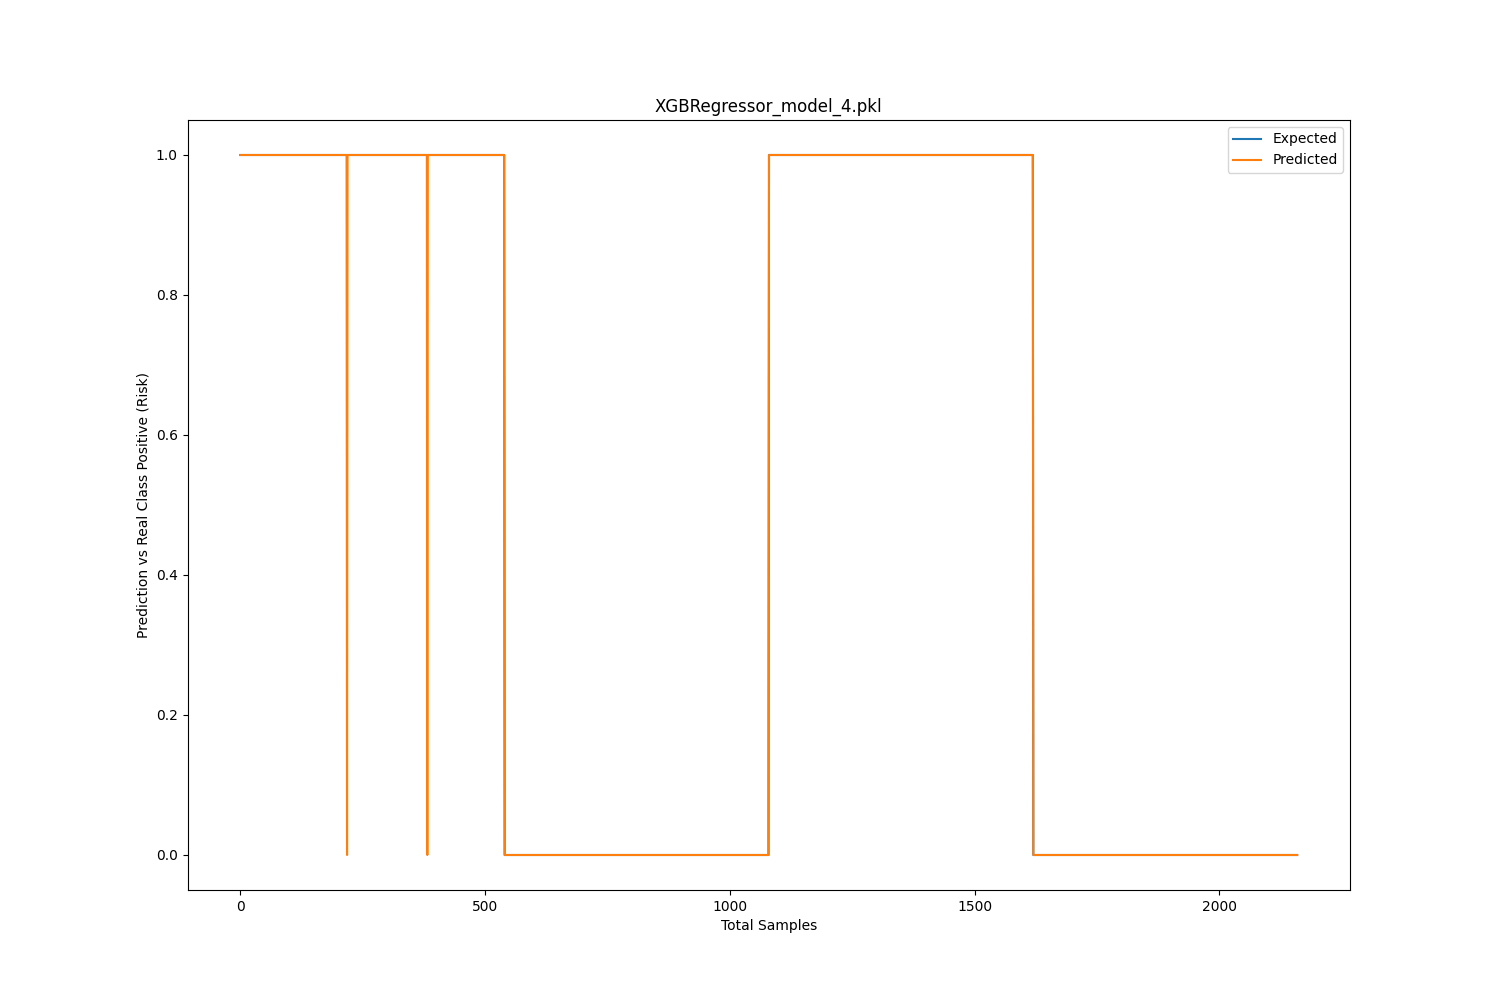 XGBRegressor_model_4.pkl
Expected
Predicted
1.0
0.8
0.6
0.4
0.2
0.0
Prediction vs Real Class Positive (Risk)
0
500
1000
1500
2000
Total Samples